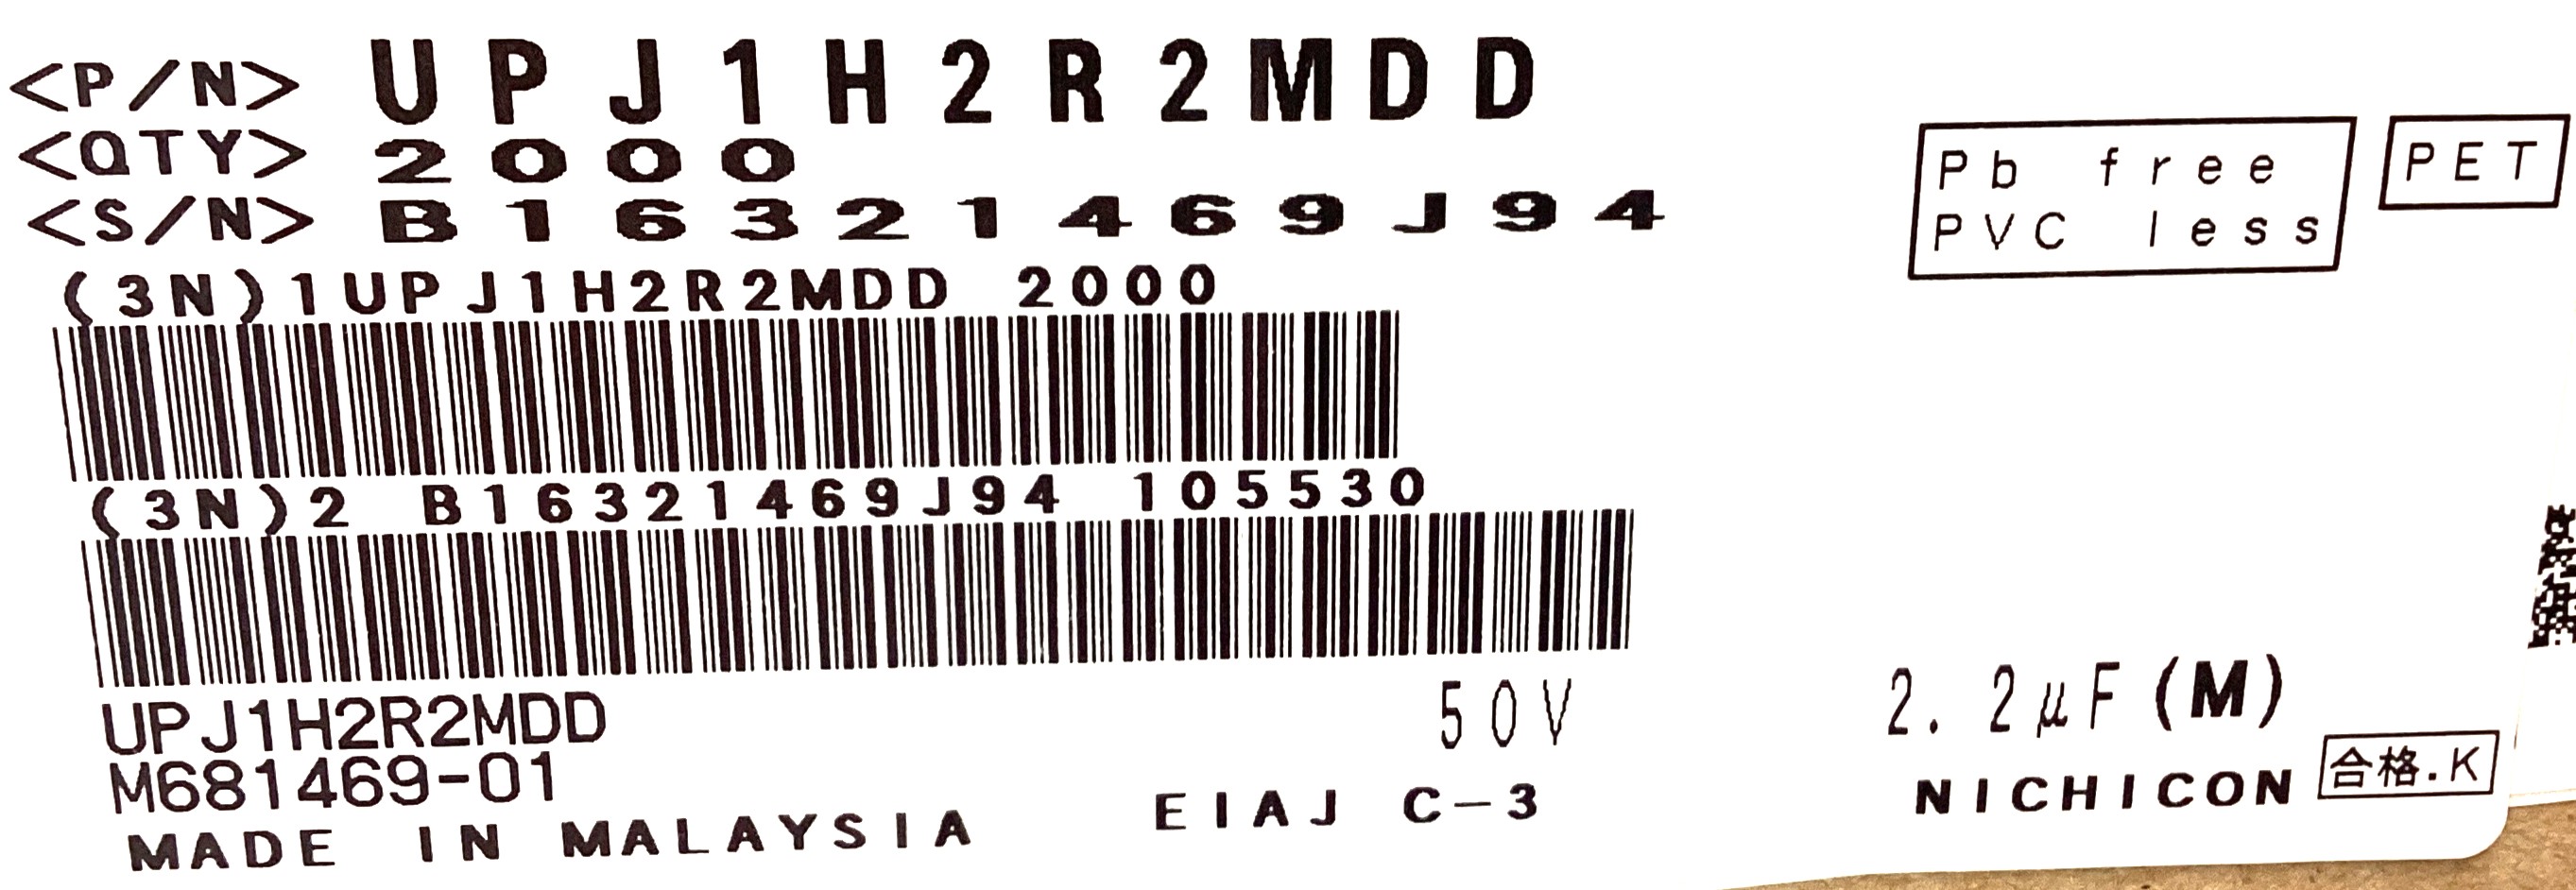 <P/N> UPJ1H2R2MDD
<QTY> 2000
<S/N> B16321469J94
Pb free
PVC less
PET
(3N)1UPJ1H2R2MDD 2000
(3N)2 B16321469J94 105530
UPJ1H2R2MDD 50V 2.2μF(M)
M681469-01
MADE IN MALAYSIA EIAJ C-3 NICHICON 合格.K